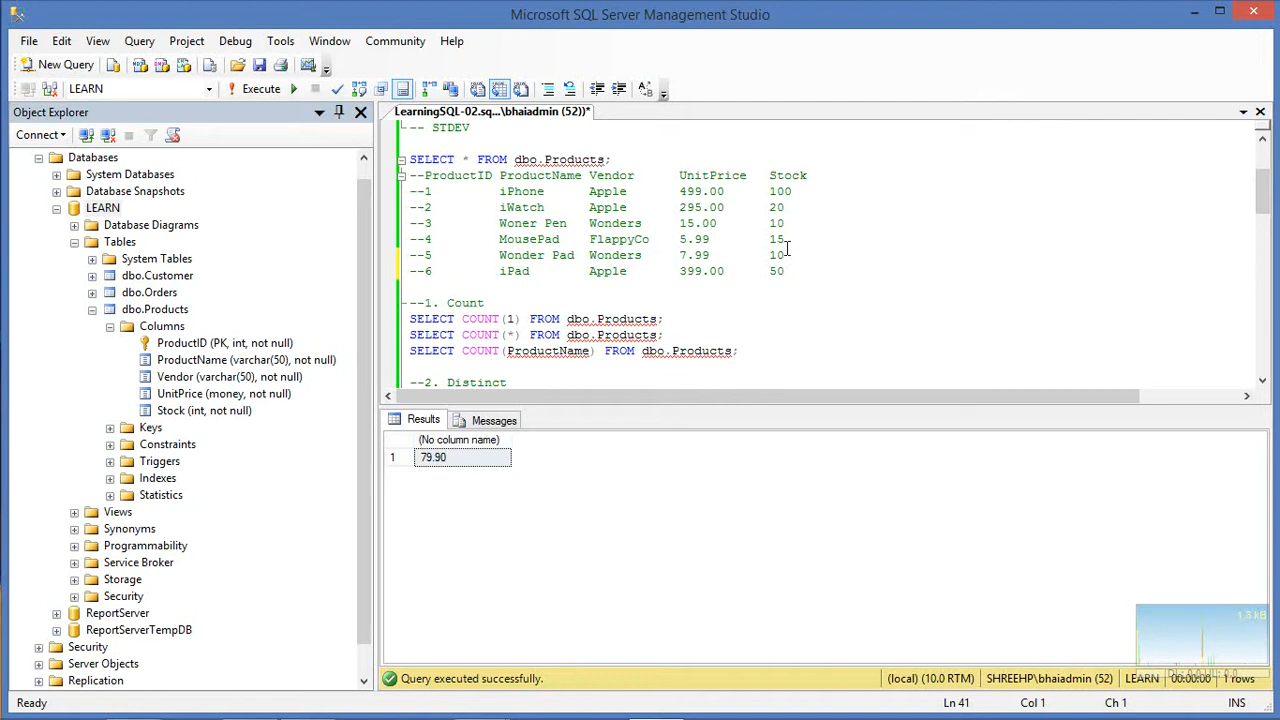 Microsoft SQL Server Management Studio
File Edit View Query Project Debug Tools Window Community Help
New Query
LEARN Execute
Object Explorer
LearningSQL-02.sq...\bhaiadmin (52))*
Connect
Databases
System Databases
Database Snapshots
LEARN
Database Diagrams
Tables
System Tables
dbo.Customer
dbo.Orders
dbo.Products
Columns
ProductID (PK, int, not null)
ProductName (varchar(50), not null)
Vendor (varchar(50), not null)
UnitPrice (money, not null)
Stock (int, not null)
Keys
Constraints
Triggers
Indexes
Statistics
Views
Synonyms
Programmability
Service Broker
Storage
Security
ReportServer
ReportServerTempDB
Security
Server Objects
Replication
-- STDEV
SELECT * FROM dbo.Products;
--ProductID ProductName Vendor UnitPrice Stock
--1 iPhone Apple 499.00 100
--2 iWatch Apple 295.00 20
--3 Woner Pen Wonders 15.00 10
--4 MousePad FlappyCo 5.99 15
--5 Wonder Pad Wonders 7.99 10
--6 iPad Apple 399.00 50
--1. Count
SELECT COUNT(1) FROM dbo.Products;
SELECT COUNT(*) FROM dbo.Products;
SELECT COUNT(ProductName) FROM dbo.Products;
--2. Distinct
Results Messages
(No column name)
1 79.90
1.3 kB
Query executed successfully. (local) (10.0 RTM) SHREEHP\bhaiadmin (52) LEARN 00:00:00 1 rows
Ready Ln 41 Col 1 Ch 1 INS